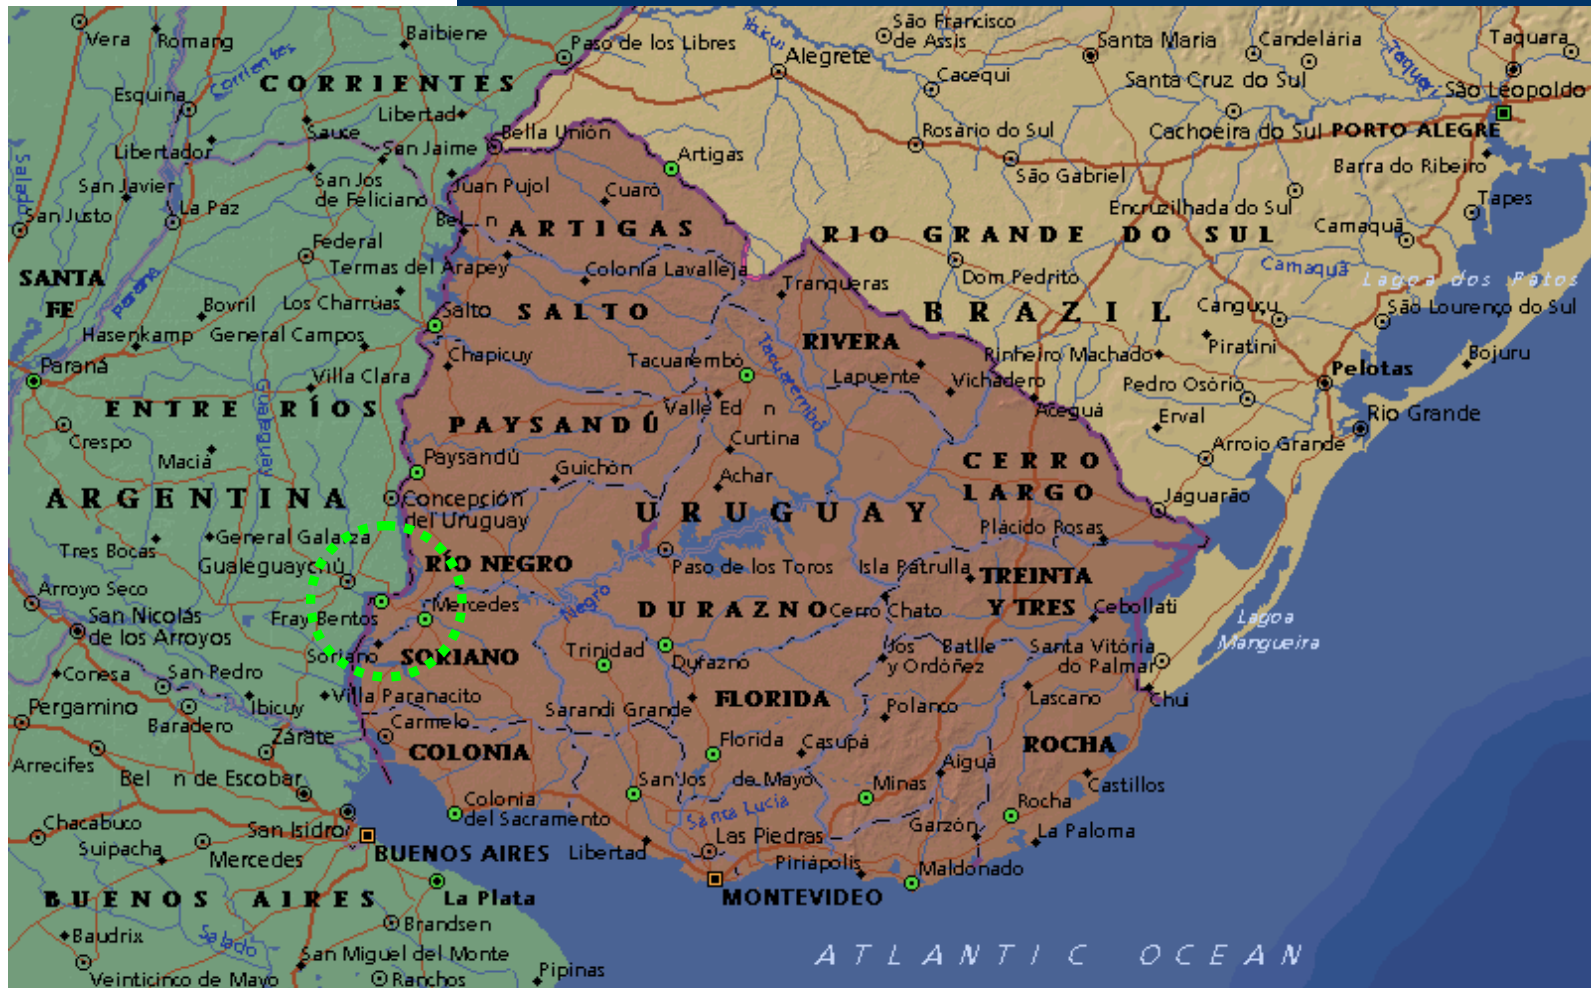 Vera
Romang
Corrientes
Baibiene
Paso de los Libres
Ibicuí
São Francisco
de Assis
Alegrete
Santa Maria
Candelária
Taquara
CORRIENTES
Cacequi
Santa Cruz do Sul
Taquari
São Leopoldo
Esquina
Libertad
Sauce
Bella Unión
Rosário do Sul
Cachoeira do Sul
PORTO ALEGRE
Libertador
San Jaime
Artigas
São Gabriel
Barra do Ribeiro
Salado
San Javier
San Jos
de Feliciano
Juan Pujol
Cuaró
San Justo
La Paz
Bel n
Encruzilhada do Sul
Tapes
Federal
ARTIGAS
RIO GRANDE DO SUL
Camaquã
Termas del Arapey
Colonía Lavalleja
Dom Pedrito
Camaquã
Lagoa dos Patos
SANTA
FE
Paraná
Bovril
Los Charrúas
Tranqueras
Salto
SALTO
BRAZIL
Canguçu
São Lourenço do Sul
Hasenkamp
General Campos
RIVERA
Chapicuy
Tacuarembó
Tacuarembó
Pinheiro Machado
Piratini
Bojuru
Paraná
Villa Clara
Lapuente
Vichadero
Pedro Osório
Pelotas
ENTRE RÍOS
Gualeguay
Valle Ed n
Aceguá
Erval
Rio Grande
Crespo
PAYSANDÚ
Curtina
Arroio Grande
Maciá
Paysandú
Guichón
Achar
CERRO
LARGO
Jaguarão
ARGENTINA
Concepción
del Uruguay
URUGUAY
Plácido Rosas
Tres Bocas
General Galarza
Gualeguaychú
RÍO NEGRO
Paso de los Toros
Isla Patrulla
TREINTA
Y TRES
Arroyo Seco
Mercedes
Negro
DURAZNO
Cerro Chato
Cebollati
San Nicolás
de los Arroyos
Fray Bentos
Lagoa
Mangueira
Soriano
SORIANO
Trinidad
Durazno
Jos Batlle
y Ordóñez
Santa Vitória
do Palmar
Conesa
San Pedro
Villa Paranacito
Lascano
Chuí
Pergamino
Ibicuy
Baradero
Sarandi Grande
FLORIDA
Polanco
Zárate
Carmelo
COLONIA
Florida
Casupá
ROCHA
Arrecifes
Bel n de Escobar
San Jos de Mayo
Aiguá
Minas
Castillos
Colonia
del Sacramento
Santa Lucía
Rocha
Chacabuco
Suipacha
San Isidro
Mercedes
Garzón
La Paloma
BUENOS AIRES
Libertad
Las Piedras
Piriápolis
Maldonado
BUENOS AIRES
La Plata
MONTEVIDEO
Baudrix
Salado
Brandsen
San Miguel del Monte
ATLANTIC OCEAN
Veinticinco de Mayo
Ranchos
Pipinas